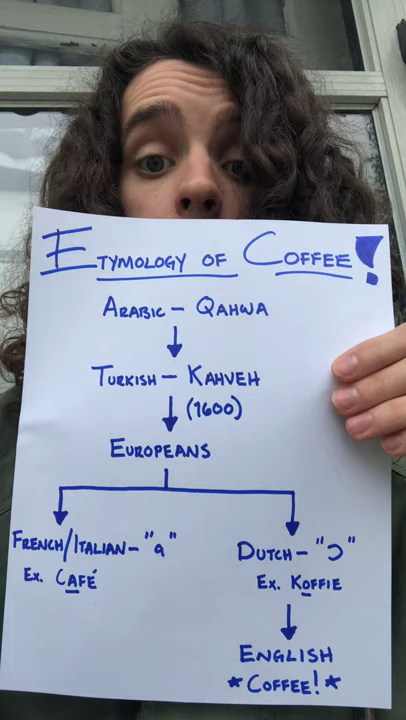 ETYMOLOGY OF COFFEE!
ARABIC - QAHWA
TURKISH - KAHVEH
(1600)
EUROPEANS
FRENCH/ITALIAN - "a"
EX. CAFÉ
DUTCH - "ɔ"
EX. KOFFIE
ENGLISH
*COFFEE!*